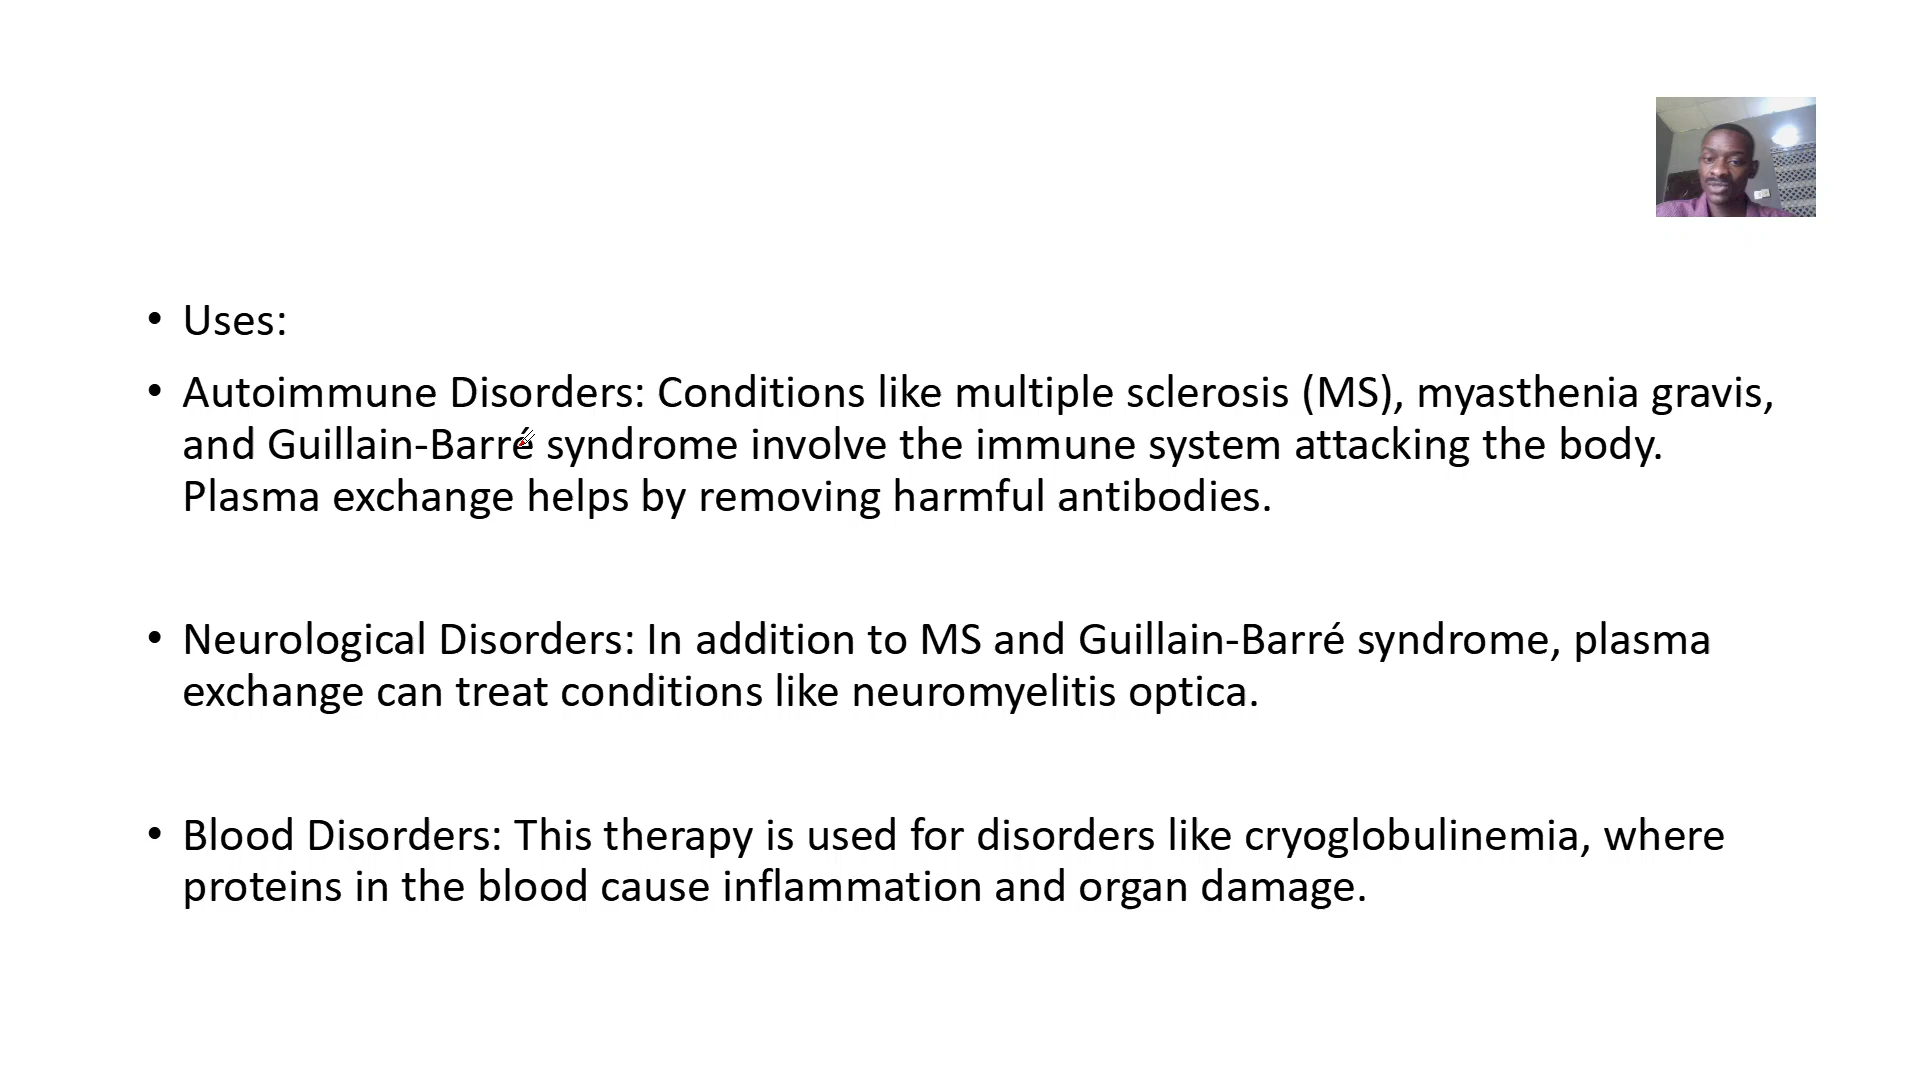 • Uses:
• Autoimmune Disorders: Conditions like multiple sclerosis (MS), myasthenia gravis,
and Guillain-Barré syndrome involve the immune system attacking the body.
Plasma exchange helps by removing harmful antibodies.
• Neurological Disorders: In addition to MS and Guillain-Barré syndrome, plasma
exchange can treat conditions like neuromyelitis optica.
• Blood Disorders: This therapy is used for disorders like cryoglobulinemia, where
proteins in the blood cause inflammation and organ damage.